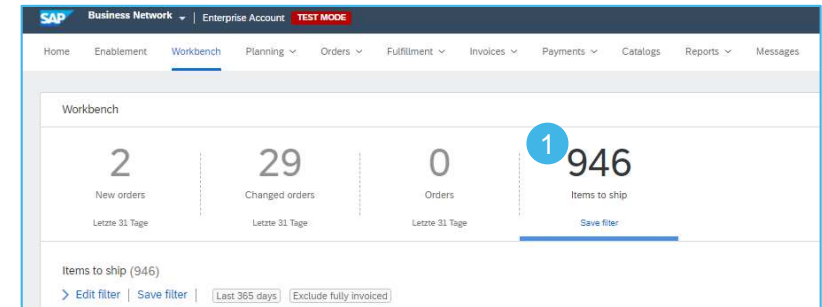 SAP Business Network | Enterprise Account TEST MODE
Home Enablement Workbench Planning Orders Fulfillment Invoices Payments Catalogs Reports Messages
Workbench
1
2 29 0 946
New orders Changed orders Orders Items to ship
Letzte 31 Tage Letzte 31 Tage Letzte 31 Tage Save filter
Items to ship (946)
> Edit filter | Save filter | Last 365 days Exclude fully invoiced